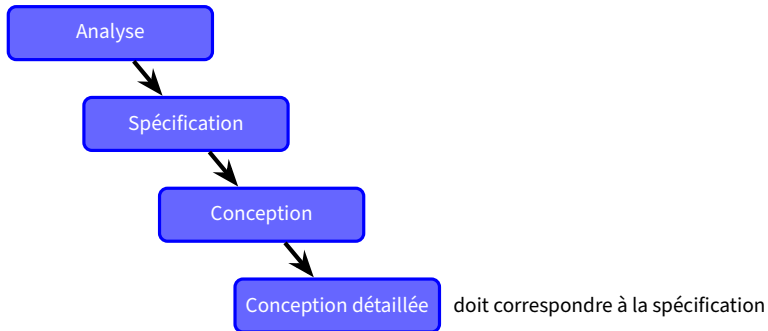 Analyse
Spécification
Conception
Conception détaillée doit correspondre à la spécification